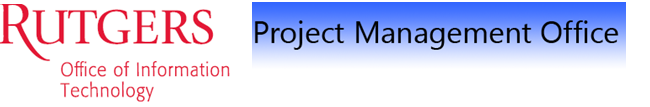 RUTGERS
Project Management Office
Office of Information
Technology